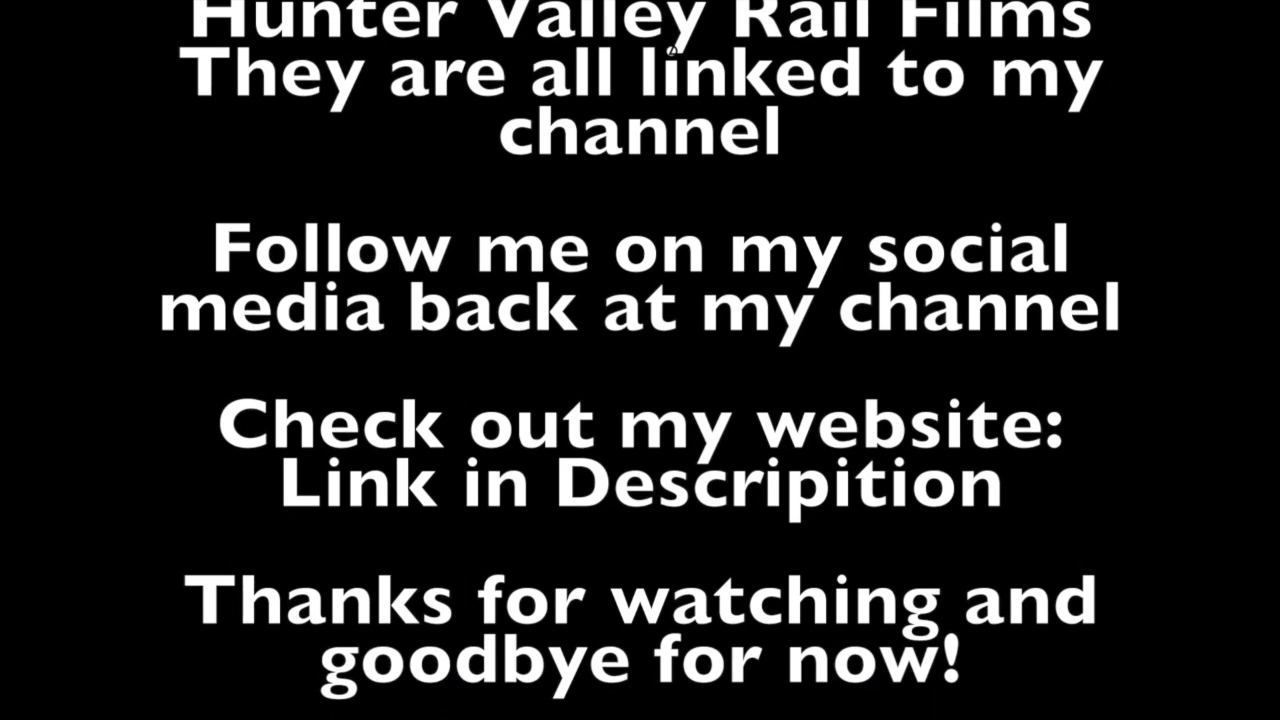 Hunter Valley Rail Films
They are all linked to my
channel
Follow me on my social
media back at my channel
Check out my website:
Link in Descripition
Thanks for watching and
goodbye for now!